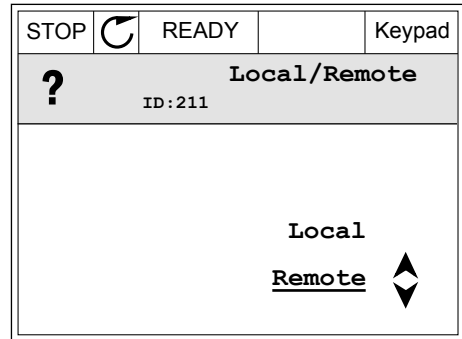 STOP READY Keypad
? Local/Remote
ID:211
Local
Remote